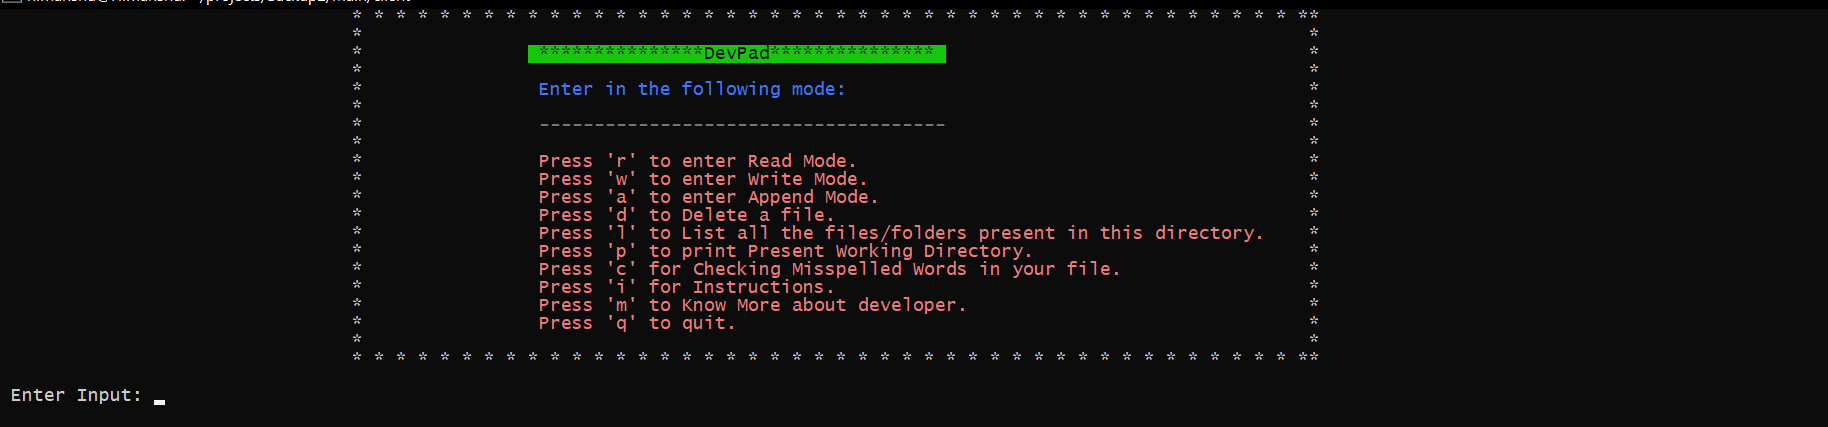 * * * * * * * * * * * * * * * * * * * * * * * * * * * * * * * * * * * * * * * * * * * **
* *
* ***************DevPad*************** *
* *
* Enter in the following mode: *
* *
* ------------------------------------- *
* *
* Press 'r' to enter Read Mode. *
* Press 'w' to enter Write Mode. *
* Press 'a' to enter Append Mode. *
* Press 'd' to Delete a file. *
* Press 'l' to List all the files/folders present in this directory. *
* Press 'p' to print Present Working Directory. *
* Press 'c' for Checking Misspelled Words in your file. *
* Press 'i' for Instructions. *
* Press 'm' to Know More about developer. *
* Press 'q' to quit. *
* *
* * * * * * * * * * * * * * * * * * * * * * * * * * * * * * * * * * * * * * * * * * * **
Enter Input: